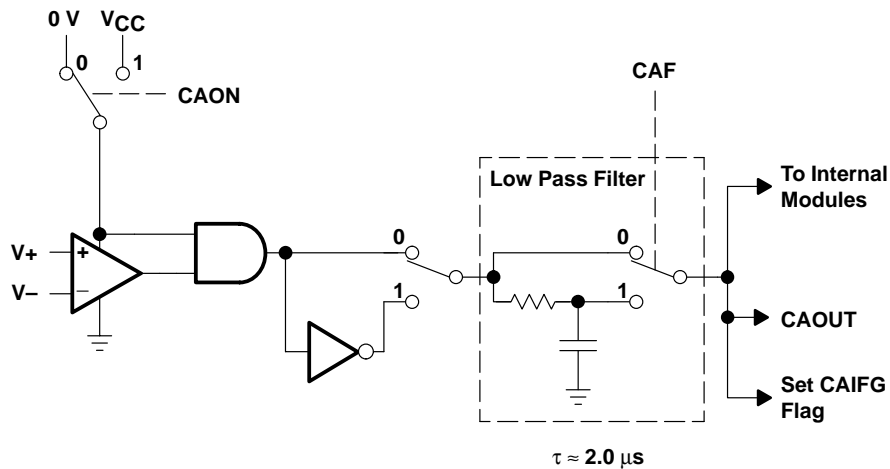 0 V VCC
0 1
CAON
CAF
Low Pass Filter
To Internal
Modules
V+
+
0
0
V−
−
1
1
CAOUT
Set CAIFG
Flag
τ ≈ 2.0 μs